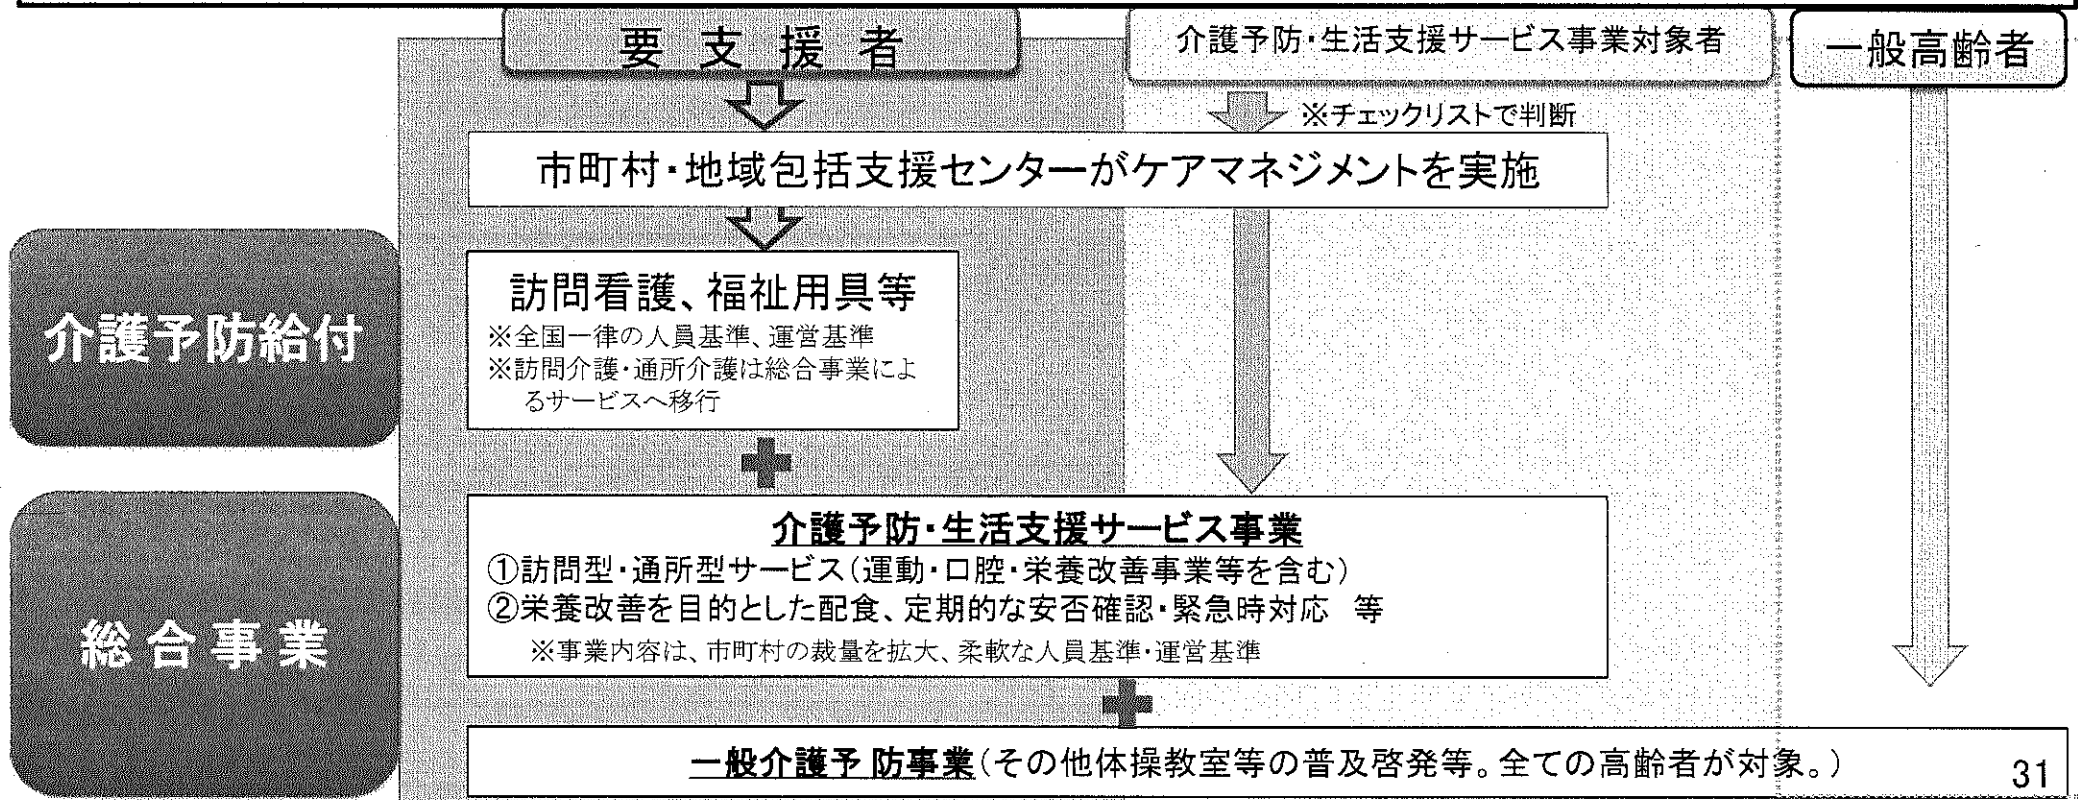 要支援者
介護予防・生活支援サービス事業対象者
一般高齢者
※チェックリストで判断
市町村・地域包括支援センターがケアマネジメントを実施
介護予防給付
訪問看護、福祉用具等
※全国一律の人員基準、運営基準
※訪問介護・通所介護は総合事業によ
るサービスへ移行
総合事業
介護予防・生活支援サービス事業
①訪問型・通所型サービス(運動・口腔・栄養改善事業等を含む)
②栄養改善を目的とした配食、定期的な安否確認・緊急時対応 等
※事業内容は、市町村の裁量を拡大、柔軟な人員基準・運営基準
一般介護予防事業(その他体操教室等の普及啓発等。全ての高齢者が対象。)
31